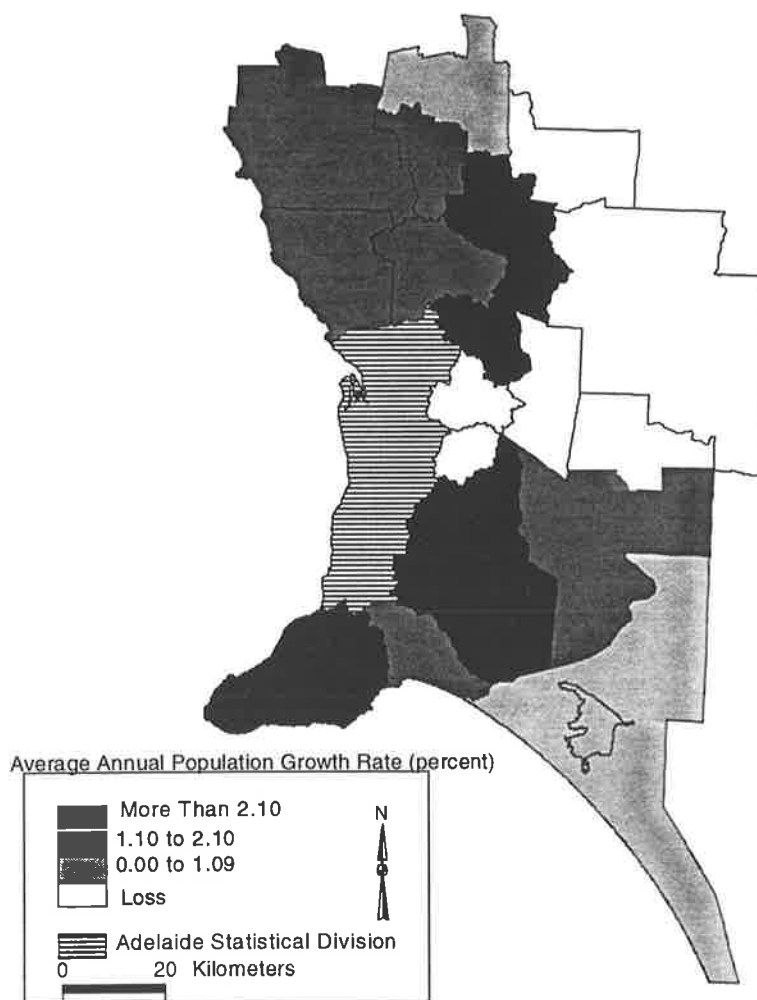 Average Annual Population Growth Rate (percent)
More Than 2.10
1.10 to 2.10
0.00 to 1.09
Loss
N
Adelaide Statistical Division
0 20 Kilometers